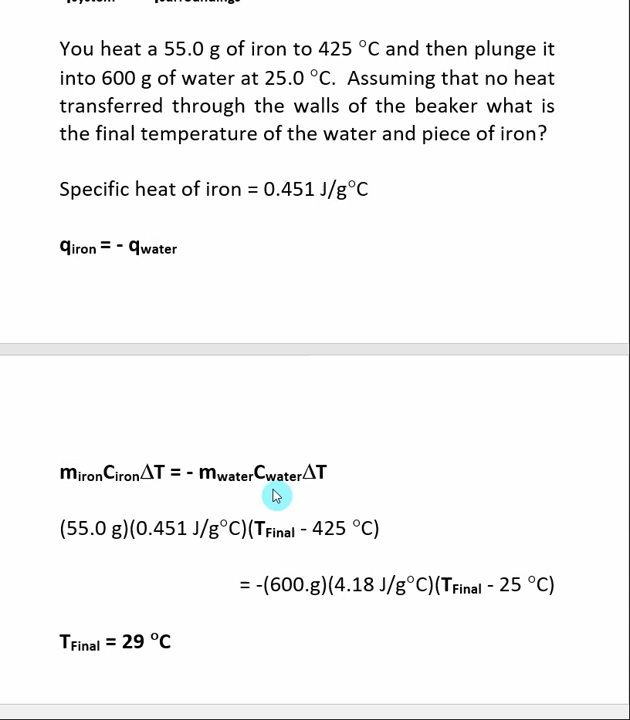 You heat a 55.0 g of iron to 425 °C and then plunge it
into 600 g of water at 25.0 °C. Assuming that no heat
transferred through the walls of the beaker what is
the final temperature of the water and piece of iron?
Specific heat of iron = 0.451 J/g°C
qiron = - qwater
mironCironΔT = - mwaterCwaterΔT
(55.0 g)(0.451 J/g°C)(TFinal - 425 °C)
= -(600.g)(4.18 J/g°C)(TFinal - 25 °C)
TFinal = 29 °C